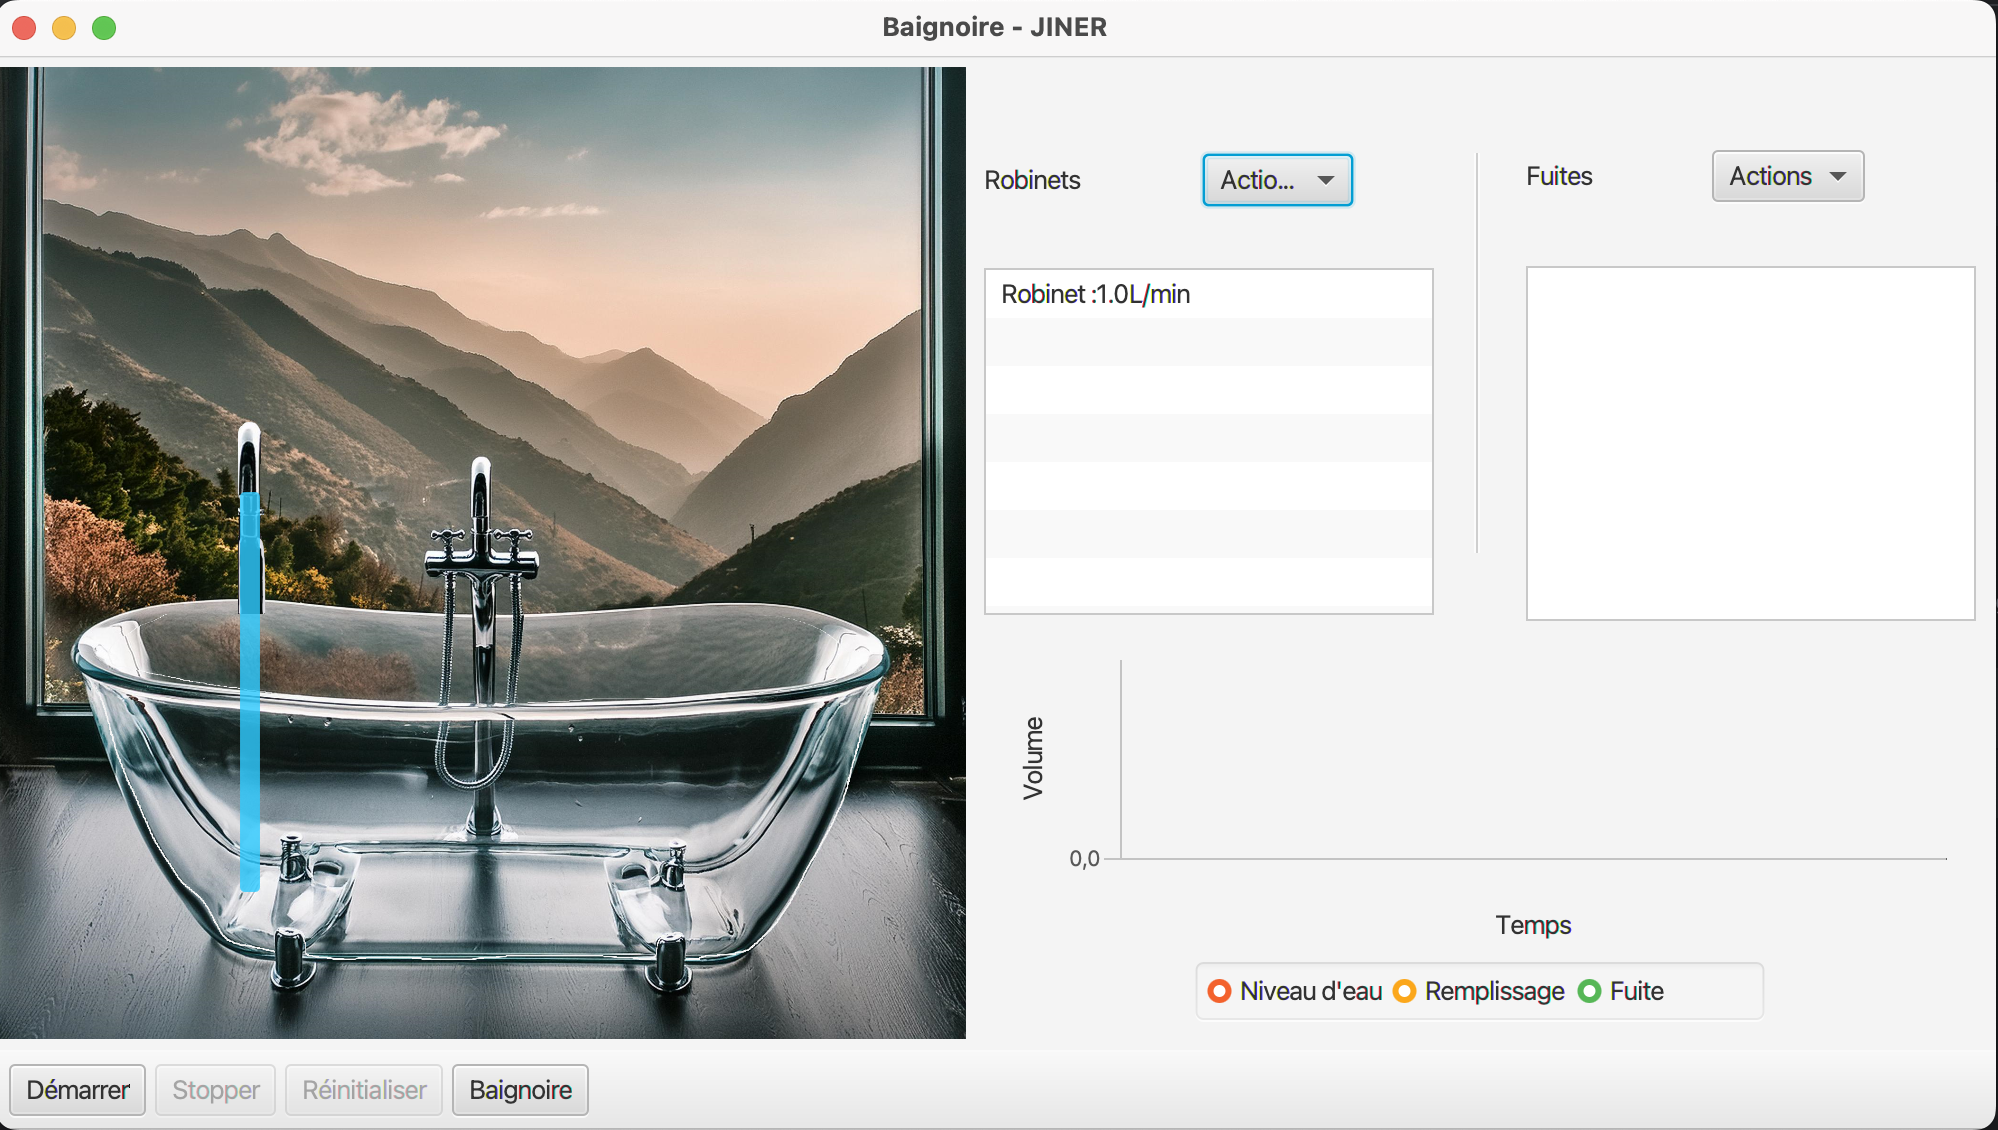 Baignoire - JINER
Robinets
Actio...
Fuites
Actions
Robinet :1.0L/min
Volume
0,0
Temps
Niveau d'eau
Remplissage
Fuite
Démarrer
Stopper
Réinitialiser
Baignoire